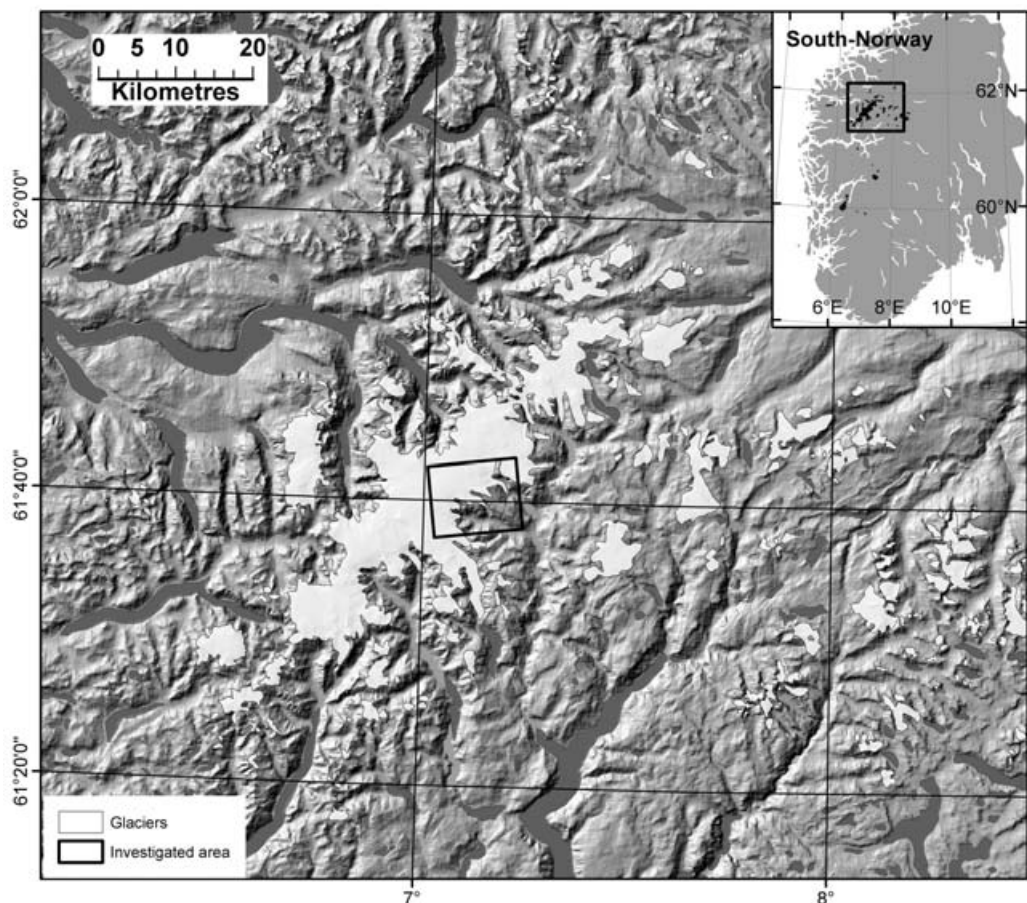 0 5 10 20
Kilometres
South-Norway
62°N
60°N
6°E 8°E 10°E
62°0'0"
61°40'0"
61°20'0"
Glaciers
Investigated area
7° 8°